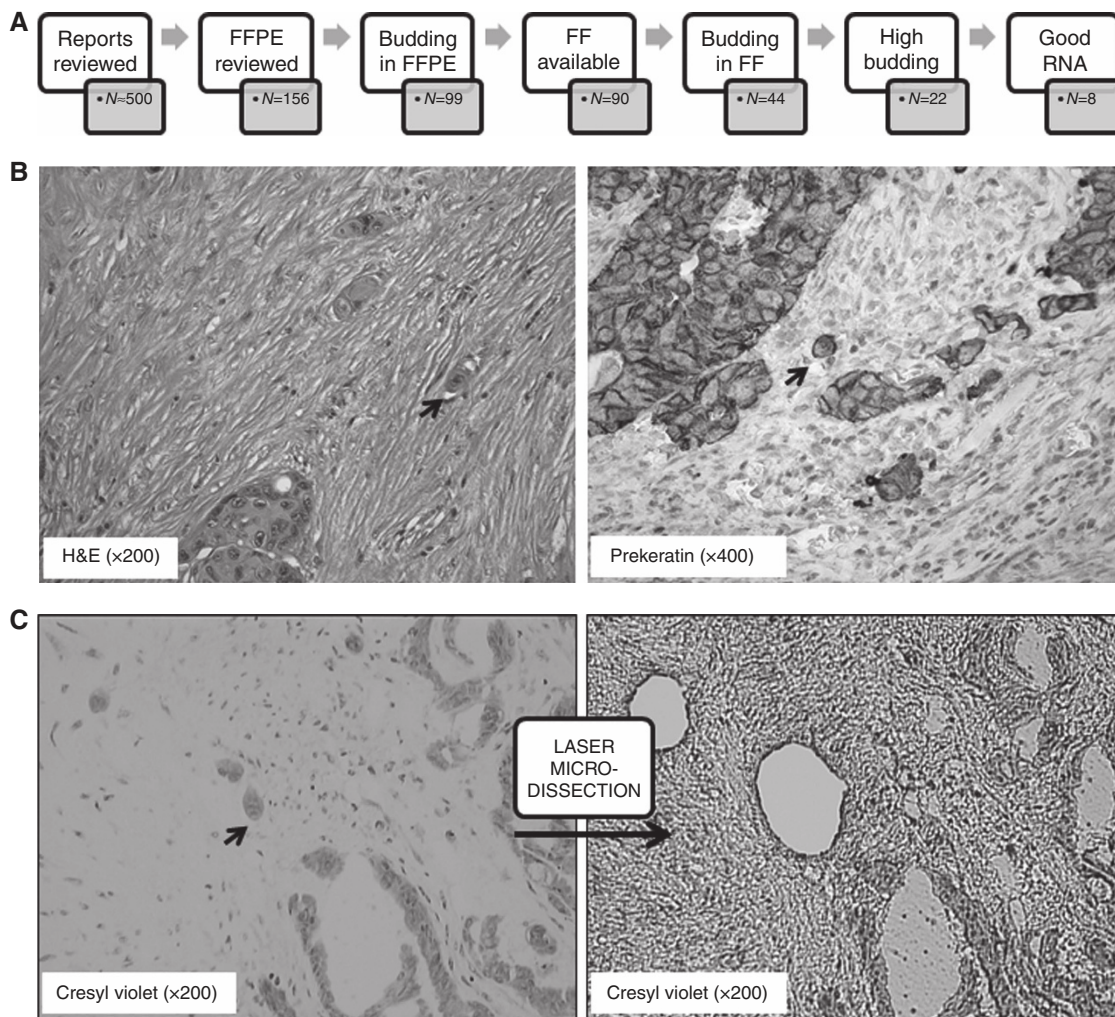 A
Reports
reviewed
• N≈500
FFPE
reviewed
• N=156
Budding
in FFPE
• N=99
FF
available
• N=90
Budding
in FF
• N=44
High
budding
• N=22
Good
RNA
• N=8
B
H&E (×200)
Prekeratin (×400)
C
LASER
MICRO-
DISSECTION
Cresyl violet (×200)
Cresyl violet (×200)